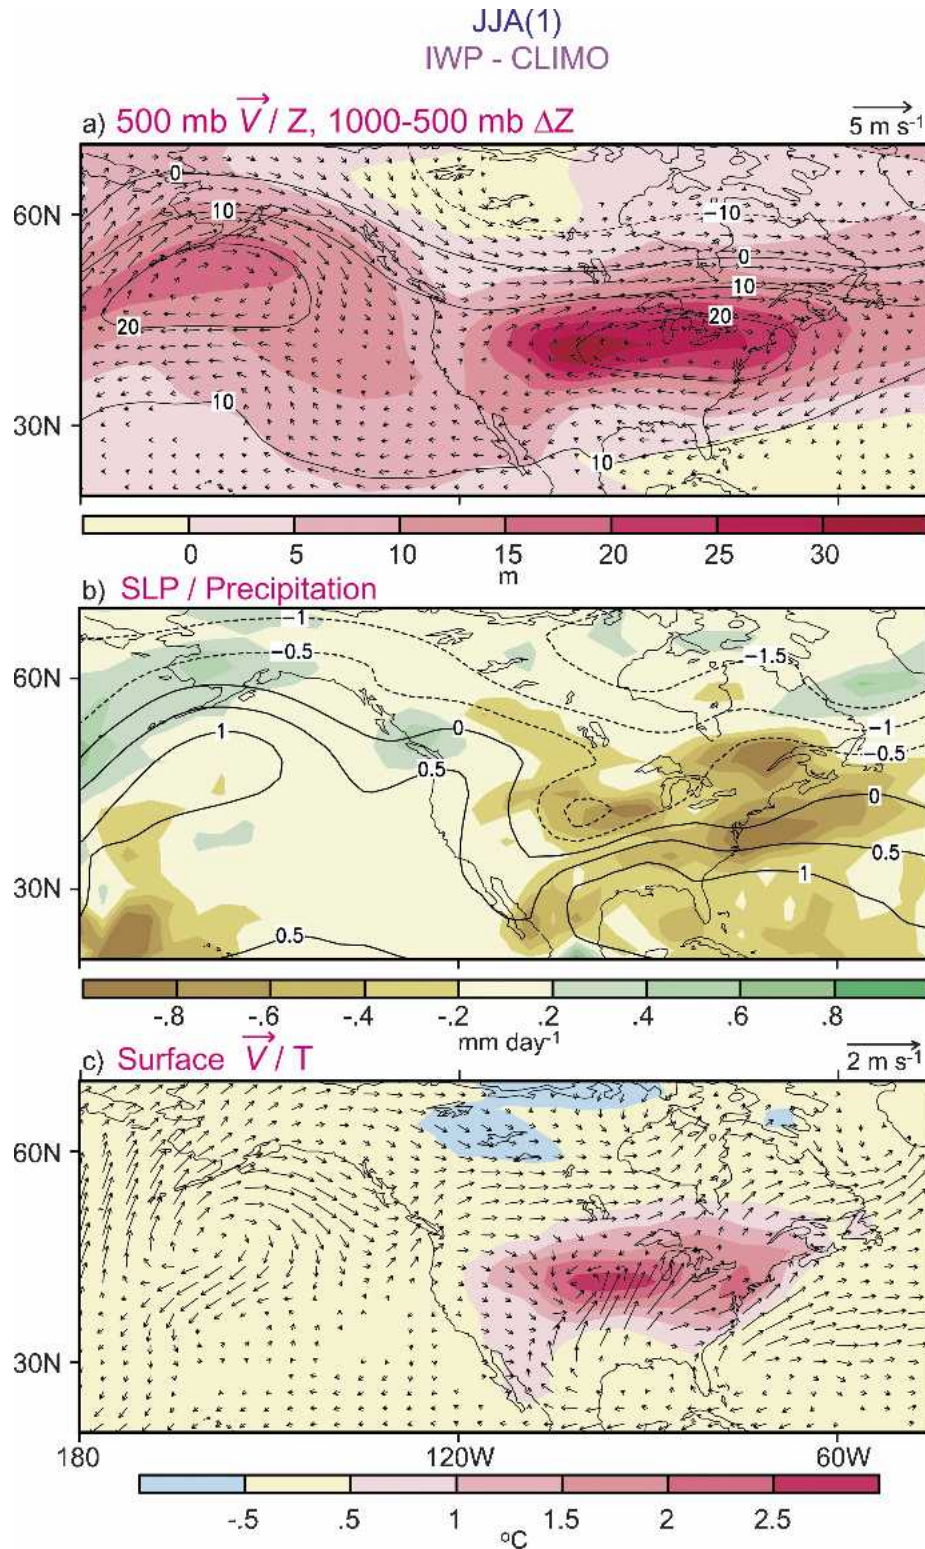 JJA(1)
IWP - CLIMO
a) 500 mb V / Z, 1000-500 mb ΔZ
5 m s-1
0
60N
10
-10
0
10
20
20
30N
10
10
0 5 10 15 20 25 30
m
b) SLP / Precipitation
-1
-0.5
-1.5
60N
1
0
-1
-0.5
0.5
0
0.5
30N
1
0.5
-.8 -.6 -.4 -.2 .2 .4 .6 .8
mm day-1
c) Surface V / T
2 m s-1
60N
30N
180 120W 60W
-.5 .5 1 1.5 2 2.5
oC